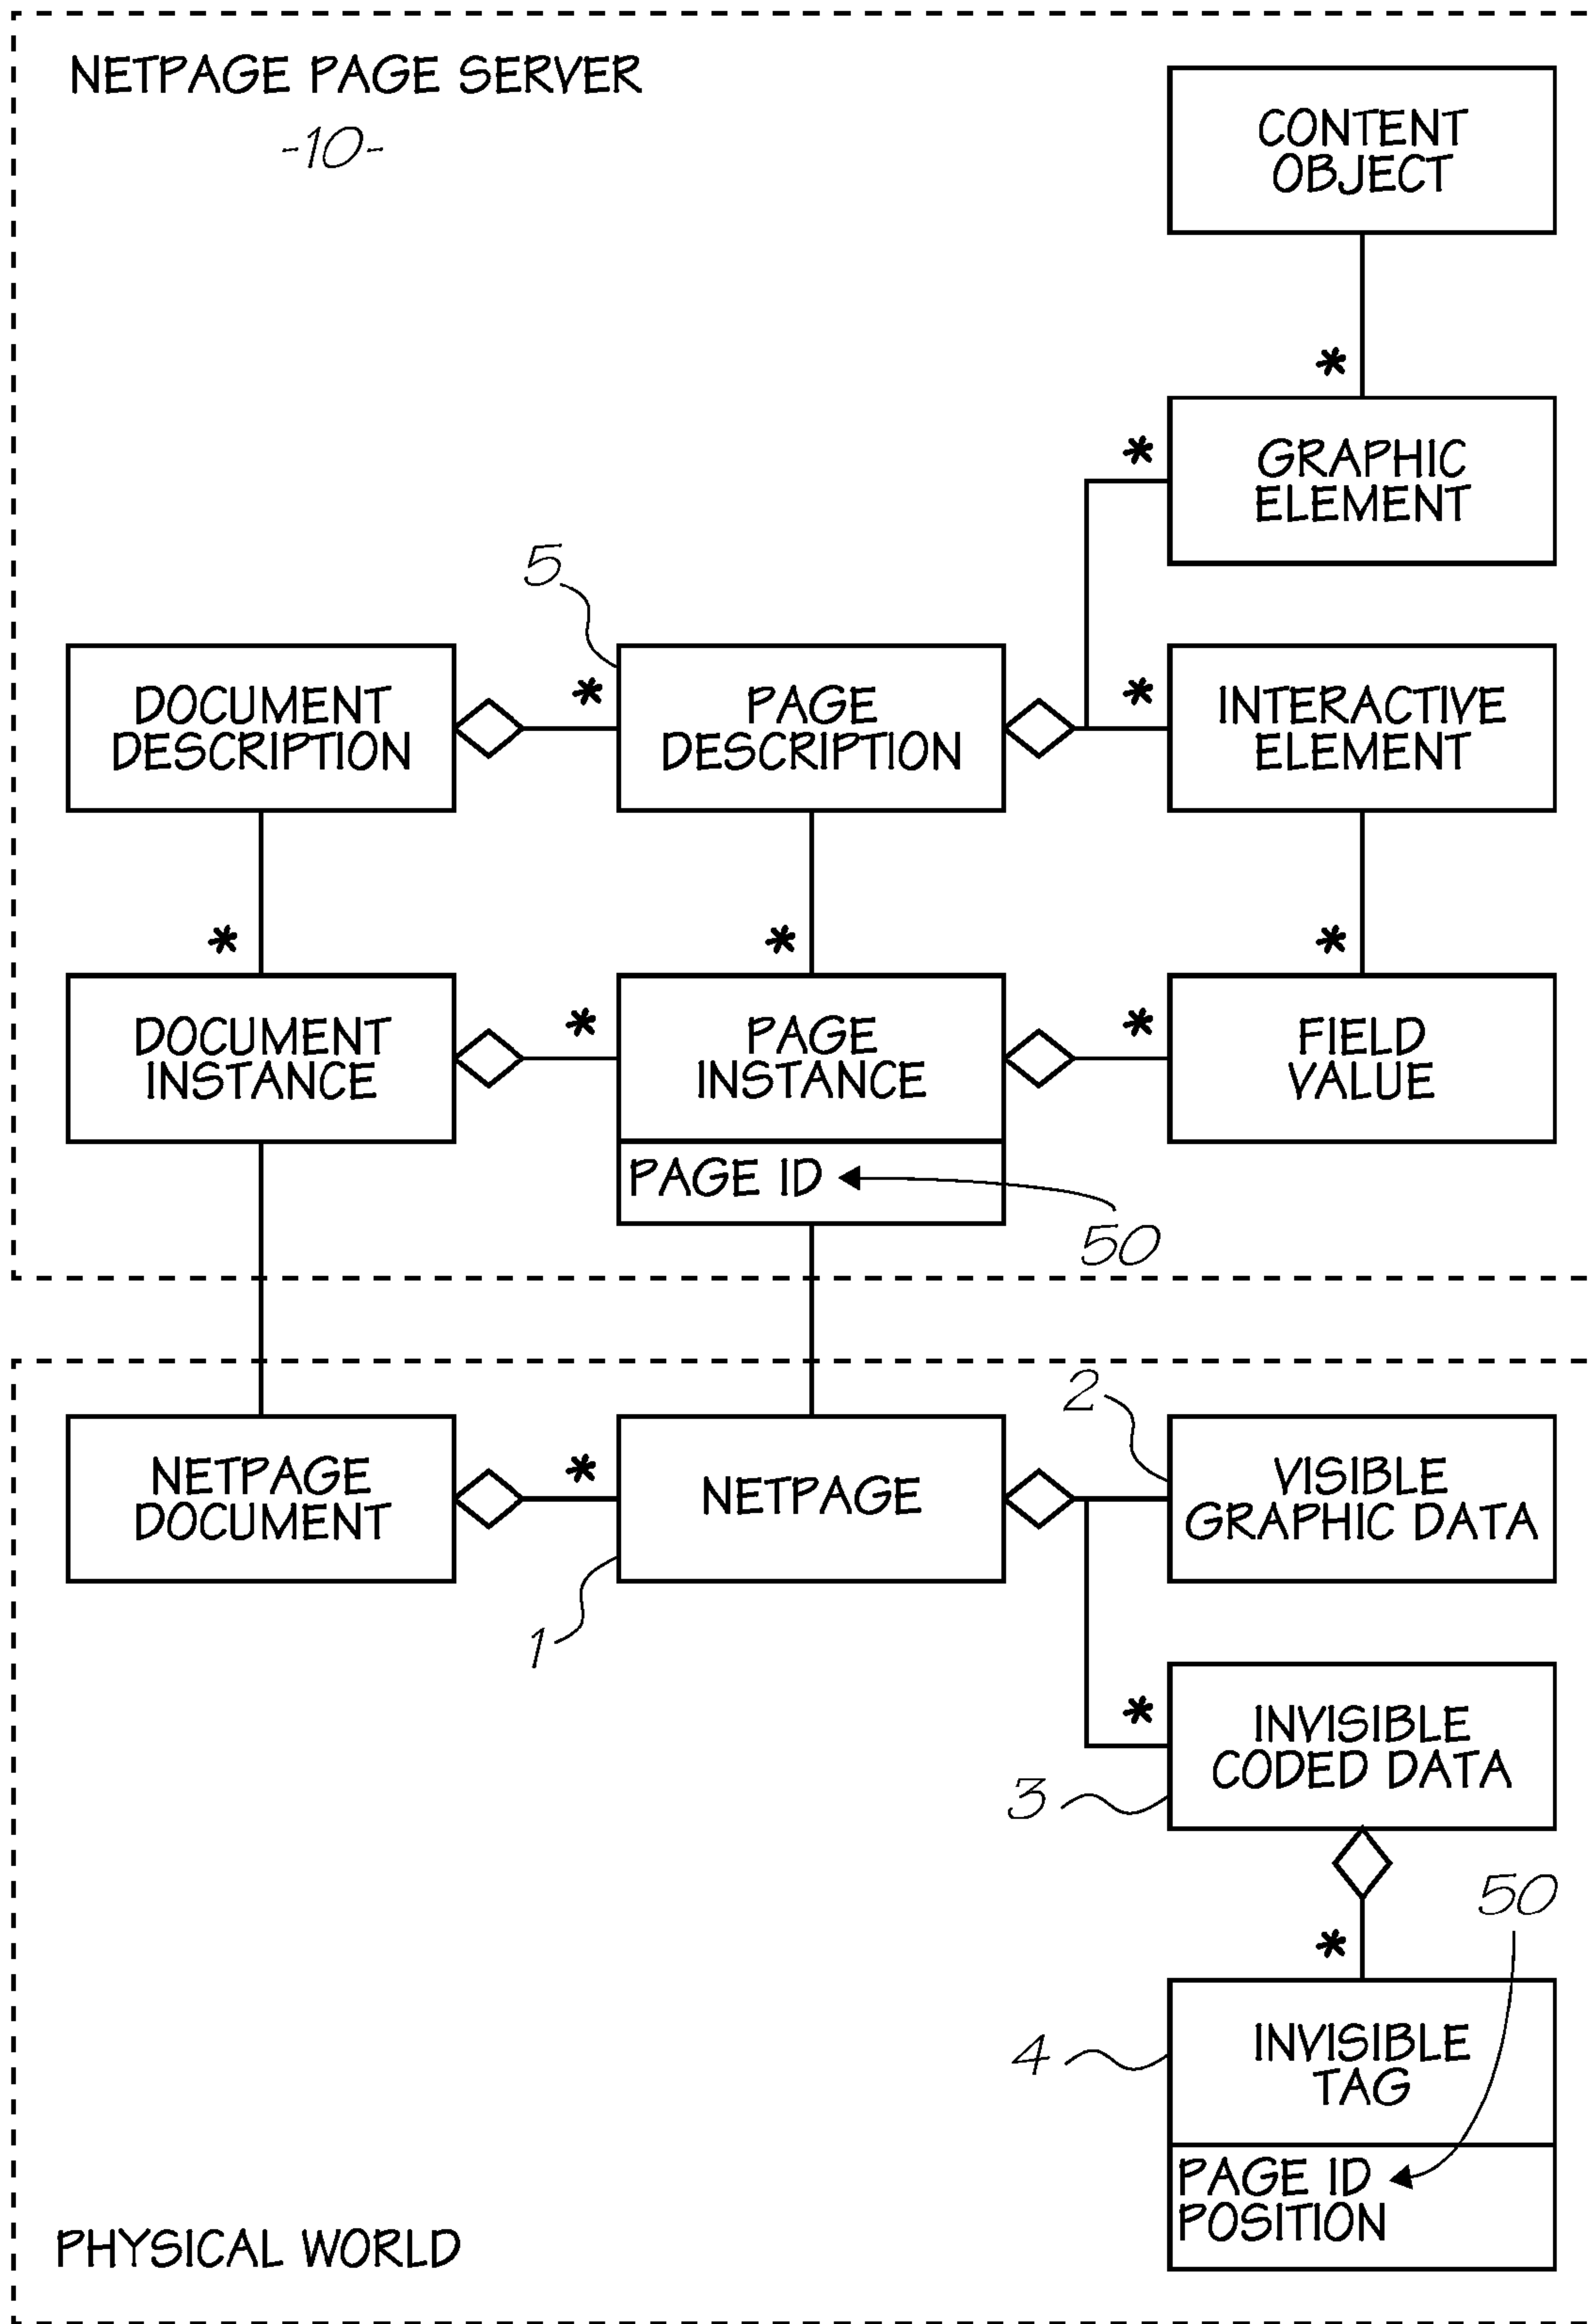 NETPAGE PAGE SERVER
-10-
CONTENT
OBJECT
*
*
GRAPHIC
ELEMENT
5
DOCUMENT
DESCRIPTION
*
PAGE
DESCRIPTION
*
INTERACTIVE
ELEMENT
*
*
*
DOCUMENT
INSTANCE
*
PAGE
INSTANCE
*
FIELD
VALUE
PAGE ID
50
2
NETPAGE
DOCUMENT
*
NETPAGE
VISIBLE
GRAPHIC DATA
1
*
INVISIBLE
CODED DATA
3
50
*
4
INVISIBLE
TAG
PAGE ID
POSITION
PHYSICAL WORLD